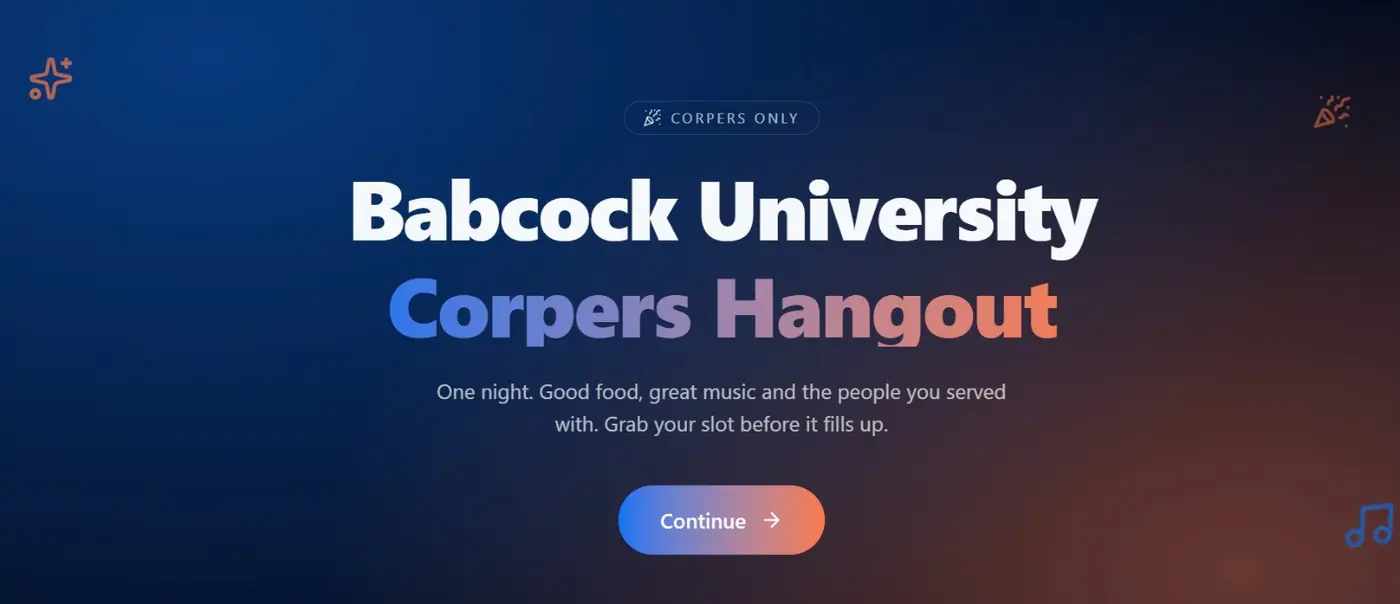 CORPERS ONLY
Babcock University
Corpers Hangout
One night. Good food, great music and the people you served
with. Grab your slot before it fills up.
Continue